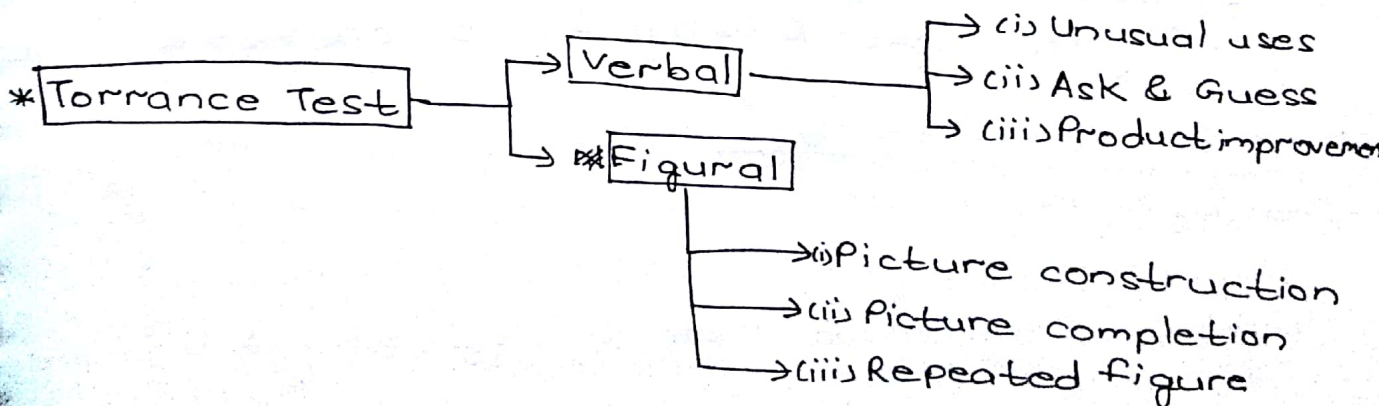 * Torrance Test
Verbal
(i) Unusual uses
(ii) Ask & Guess
(iii) Product improvemen
Figural
(i) Picture construction
(ii) Picture completion
(iii) Repeated figure